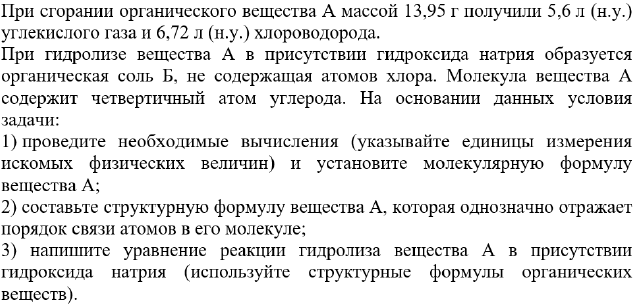 При сгорании органического вещества А массой 13,95 г получили 5,6 л (н.у.)
углекислого газа и 6,72 л (н.у.) хлороводорода.
При гидролизе вещества А в присутствии гидроксида натрия образуется
органическая соль Б, не содержащая атомов хлора. Молекула вещества А
содержит четвертичный атом углерода. На основании данных условия
задачи:
1) проведите необходимые вычисления (указывайте единицы измерения
искомых физических величин) и установите молекулярную формулу
вещества А;
2) составьте структурную формулу вещества А, которая однозначно отражает
порядок связи атомов в его молекуле;
3) напишите уравнение реакции гидролиза вещества А в присутствии
гидроксида натрия (используйте структурные формулы органических
веществ).